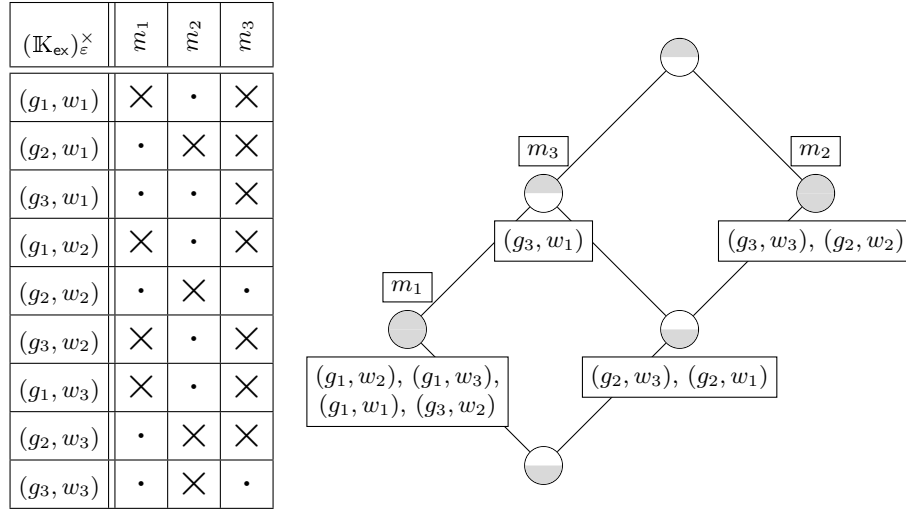 (𝕂ex)ε× m1 m2 m3
(g1, w1) × · ×
(g2, w1) · × ×
(g3, w1) · · ×
(g1, w2) × · ×
(g2, w2) · × ·
(g3, w2) × · ×
(g1, w3) × · ×
(g2, w3) · × ×
(g3, w3) · × ·
m3
m2
(g3, w1)
(g3, w3), (g2, w2)
m1
(g1, w2), (g1, w3),
(g1, w1), (g3, w2)
(g2, w3), (g2, w1)